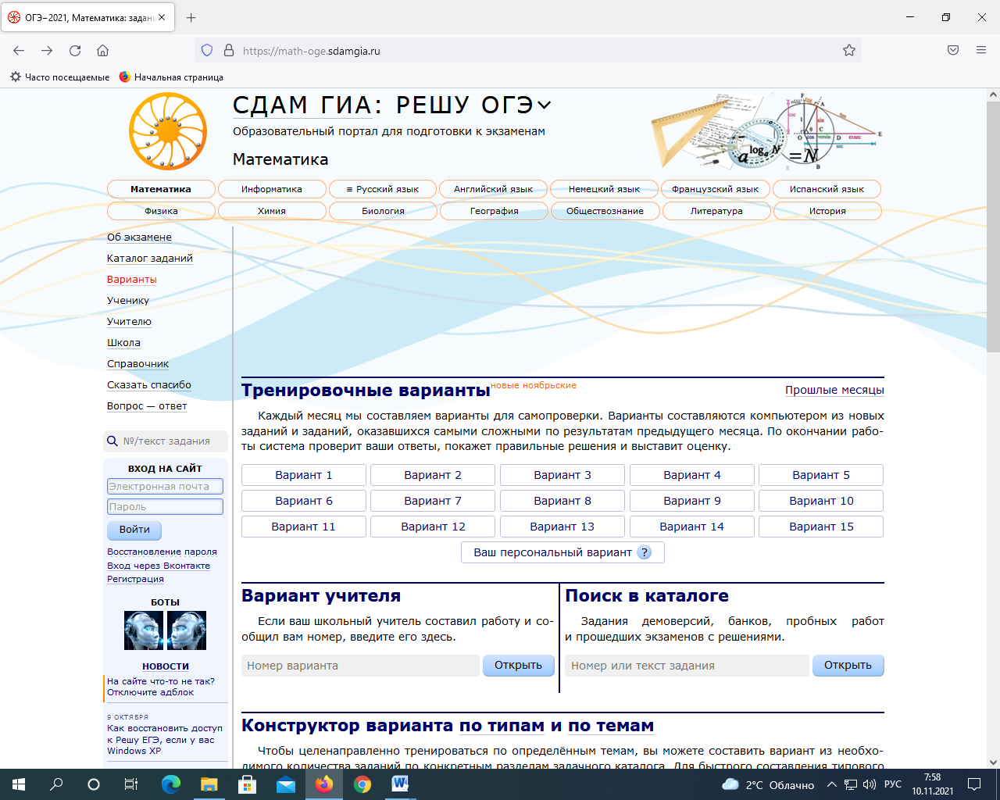 ОГЭ–2021, Математика: задани
https://math-oge.sdamgia.ru
Часто посещаемые
Начальная страница
СДАМ ГИА: РЕШУ ОГЭ
Образовательный портал для подготовки к экзаменам
Математика
Математика
Информатика
≡ Русский язык
Английский язык
Немецкий язык
Французский язык
Испанский язык
Физика
Химия
Биология
География
Обществознание
Литература
История
Об экзамене
Каталог заданий
Варианты
Ученику
Учителю
Школа
Справочник
Сказать спасибо
Вопрос — ответ
№/текст задания
ВХОД НА САЙТ
Электронная почта
Пароль
Войти
Восстановление пароля
Вход через Вконтакте
Регистрация
БОТЫ
НОВОСТИ
На сайте что-то не так?
Отключите адблок
9 ОКТЯБРЯ
Как восстановить доступ
к Решу ЕГЭ, если у вас
Windows XP
Тренировочные варианты новые ноябрьские
Прошлые месяцы
Каждый месяц мы составляем варианты для самопроверки. Варианты составляются компьютером из новых
заданий и заданий, оказавшихся самыми сложными по результатам предыдущего месяца. По окончании рабо-
ты система проверит ваши ответы, покажет правильные решения и выставит оценку.
Вариант 1
Вариант 2
Вариант 3
Вариант 4
Вариант 5
Вариант 6
Вариант 7
Вариант 8
Вариант 9
Вариант 10
Вариант 11
Вариант 12
Вариант 13
Вариант 14
Вариант 15
Ваш персональный вариант ?
Вариант учителя
Если ваш школьный учитель составил работу и со-
общил вам номер, введите его здесь.
Номер варианта
Открыть
Поиск в каталоге
Задания демоверсий, банков, пробных работ
и прошедших экзаменов с решениями.
Номер или текст задания
Открыть
Конструктор варианта по типам и по темам
Чтобы целенаправленно тренироваться по определённым темам, вы можете составить вариант из необхо-
димого количества заданий по конкретным разделам задачного каталога. Для быстрого составления типового
2°C Облачно
РУС
7:58
10.11.2021